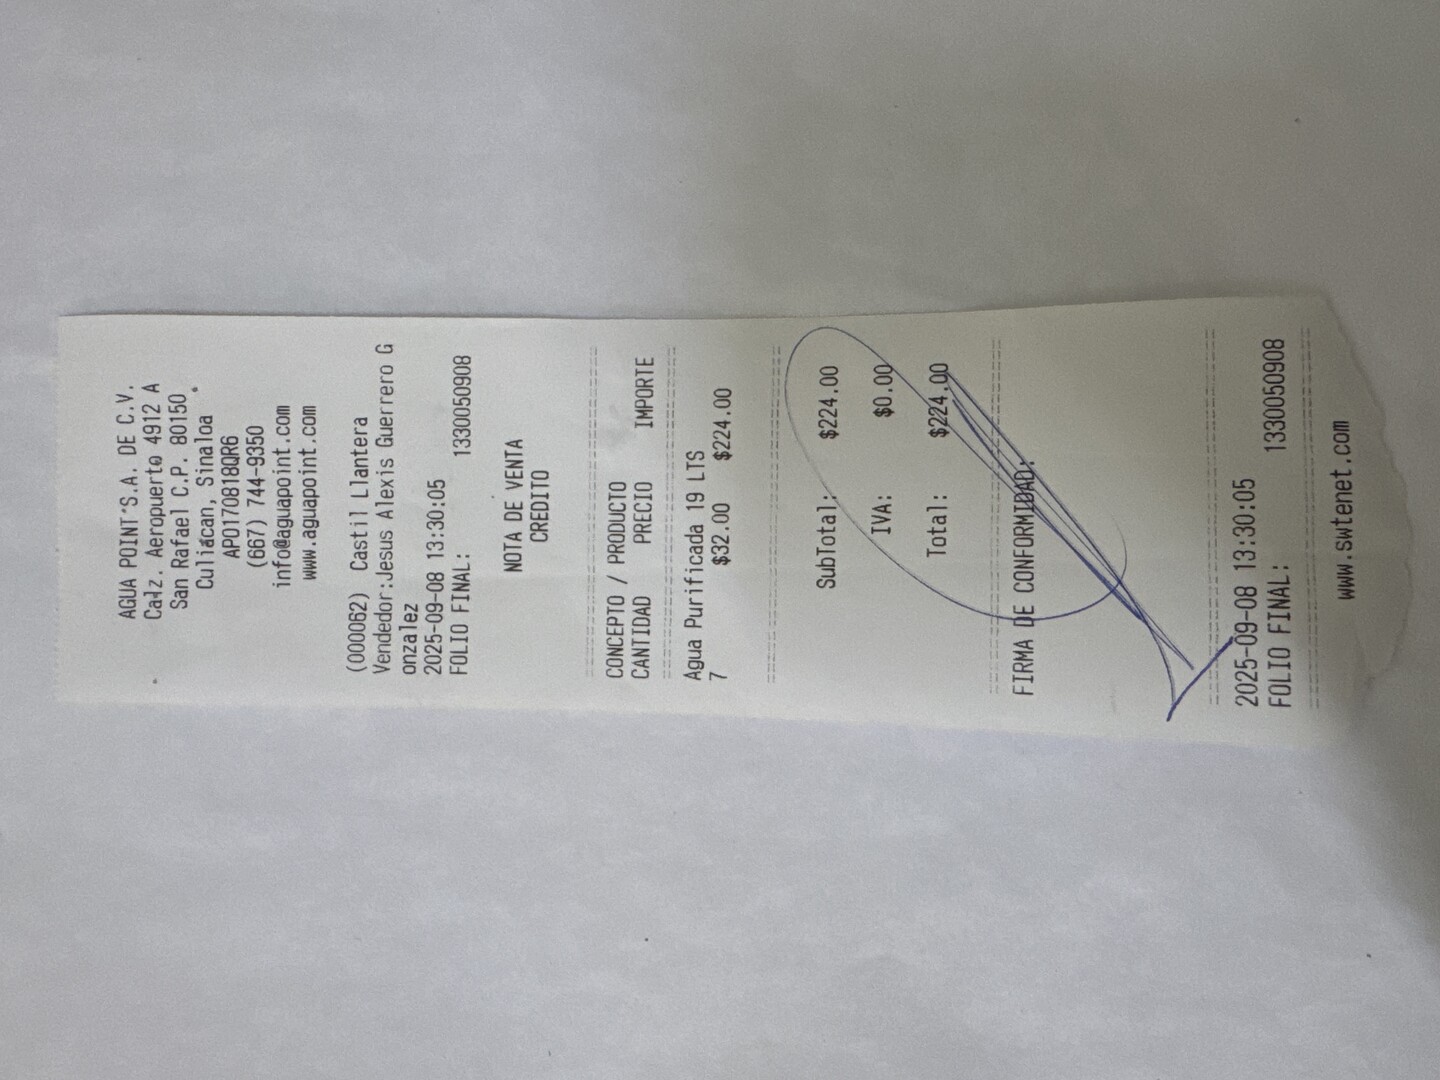 AGUA POINT'S.A. DE C.V.
Calz. Aeropuerto 4912 A
San Rafael C.P. 80150
Culiácan, Sinaloa
APO170818QR6
(667) 744-9350
info@aguapoint.com
www.aguapoint.com
(000062) Castil Llantera
Vendedor:Jesus Alexis Guerrero G
onzalez
2025-09-08 13:30:05
FOLIO FINAL: 1330050908
NOTA DE VENTA
CREDITO
CONCEPTO / PRODUCTO
CANTIDAD PRECIO IMPORTE
Agua Purificada 19 LTS
7 $32.00 $224.00
SubTotal: $224.00
IVA: $0.00
Total: $224.00
FIRMA DE CONFORMIDAD:
2025-09-08 13:30:05
FOLIO FINAL: 1330050908
www.swtenet.com